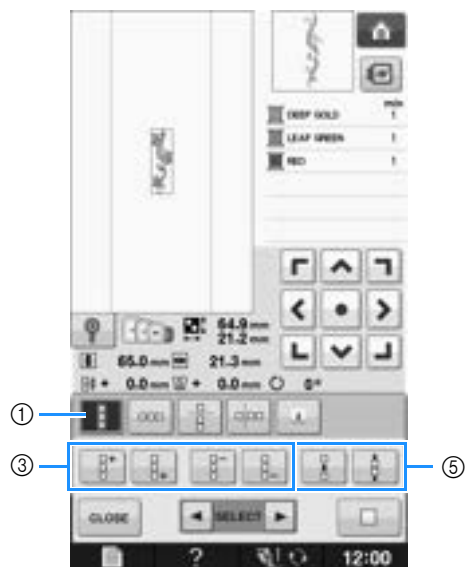 min
DEEP GOLD 1
LEAF GREEN 1
RED 1
64.9 mm
21.2 mm
65.0 mm 21.3 mm
+ 0.0 mm + 0.0 mm 0°
①
③
⑤
CLOSE
SELECT
?
12:00